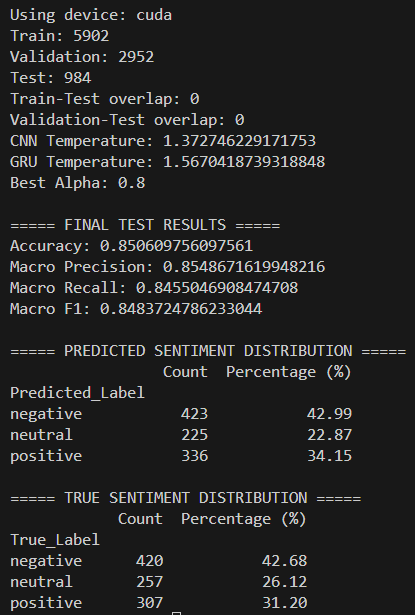 Using device: cuda
Train: 5902
Validation: 2952
Test: 984
Train-Test overlap: 0
Validation-Test overlap: 0
CNN Temperature: 1.372746229171753
GRU Temperature: 1.5670418739318848
Best Alpha: 0.8

===== FINAL TEST RESULTS =====
Accuracy: 0.850609756097561
Macro Precision: 0.8548671619948216
Macro Recall: 0.8455046908474708
Macro F1: 0.8483724786233044

===== PREDICTED SENTIMENT DISTRIBUTION =====
Count Percentage (%)
Predicted_Label
negative 423 42.99
neutral 225 22.87
positive 336 34.15

===== TRUE SENTIMENT DISTRIBUTION =====
Count Percentage (%)
True_Label
negative 420 42.68
neutral 257 26.12
positive 307 31.20